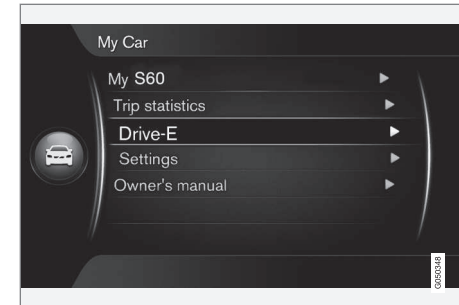 My Car
My S60
Trip statistics
Drive-E
Settings
Owner's manual
G050348